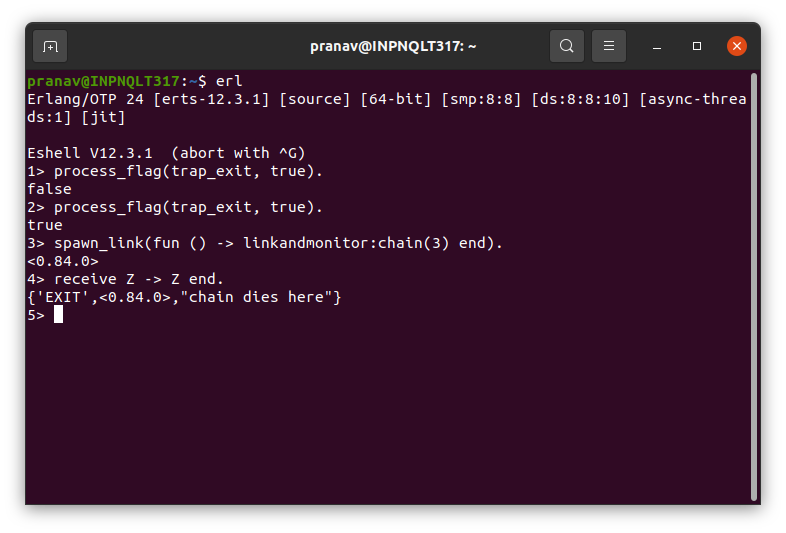 pranav@INPNQLT317: ~
pranav@INPNQLT317:~$ erl
Erlang/OTP 24 [erts-12.3.1] [source] [64-bit] [smp:8:8] [ds:8:8:10] [async-threa
ds:1] [jit]
Eshell V12.3.1  (abort with ^G)
1> process_flag(trap_exit, true).
false
2> process_flag(trap_exit, true).
true
3> spawn_link(fun () -> linkandmonitor:chain(3) end).
<0.84.0>
4> receive Z -> Z end.
{'EXIT',<0.84.0>,"chain dies here"}
5>